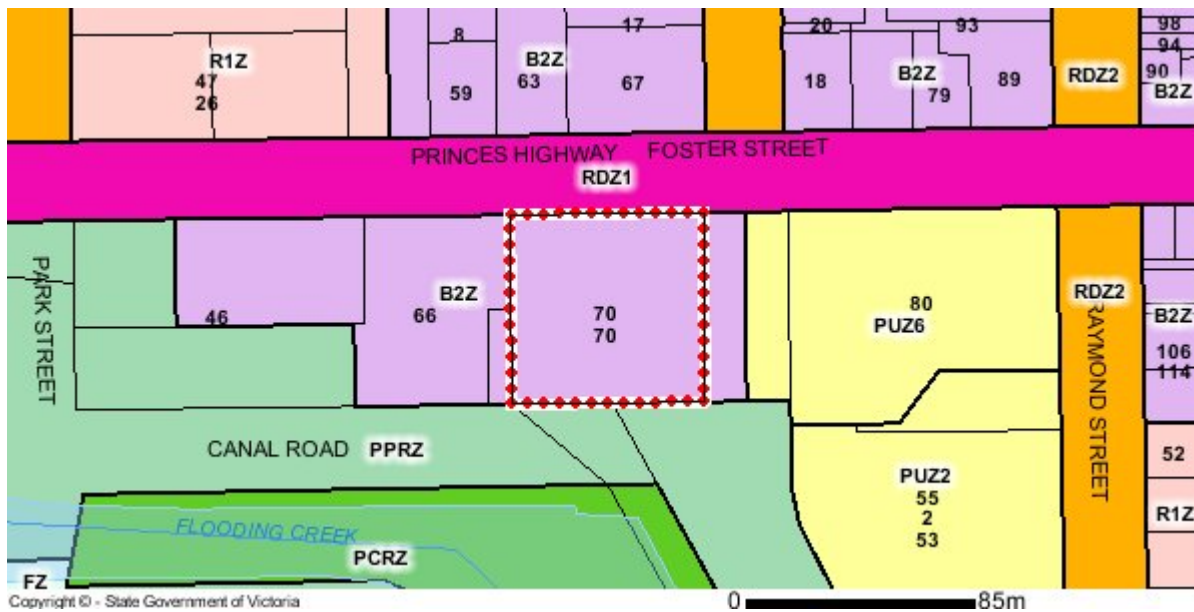 17
20
93
98
8
R1Z
B2Z
B2Z
94
47
63
67
18
RDZ2
90
26
59
79
89
B2Z
PRINCES HIGHWAY FOSTER STREET
RDZ1
PARK STREET
B2Z
80
RDZ2
46
66
70
PUZ6
B2Z
70
RAYMOND STREET
106
114
CANAL ROAD PPRZ
52
PUZ2
55
2
53
R1Z
FLOODING CREEK
PCRZ
FZ
Copyright © - State Government of Victoria
0 85m